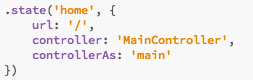 .state('home', {
    url: '/',
    controller: 'MainController',
    controllerAs: 'main'
})